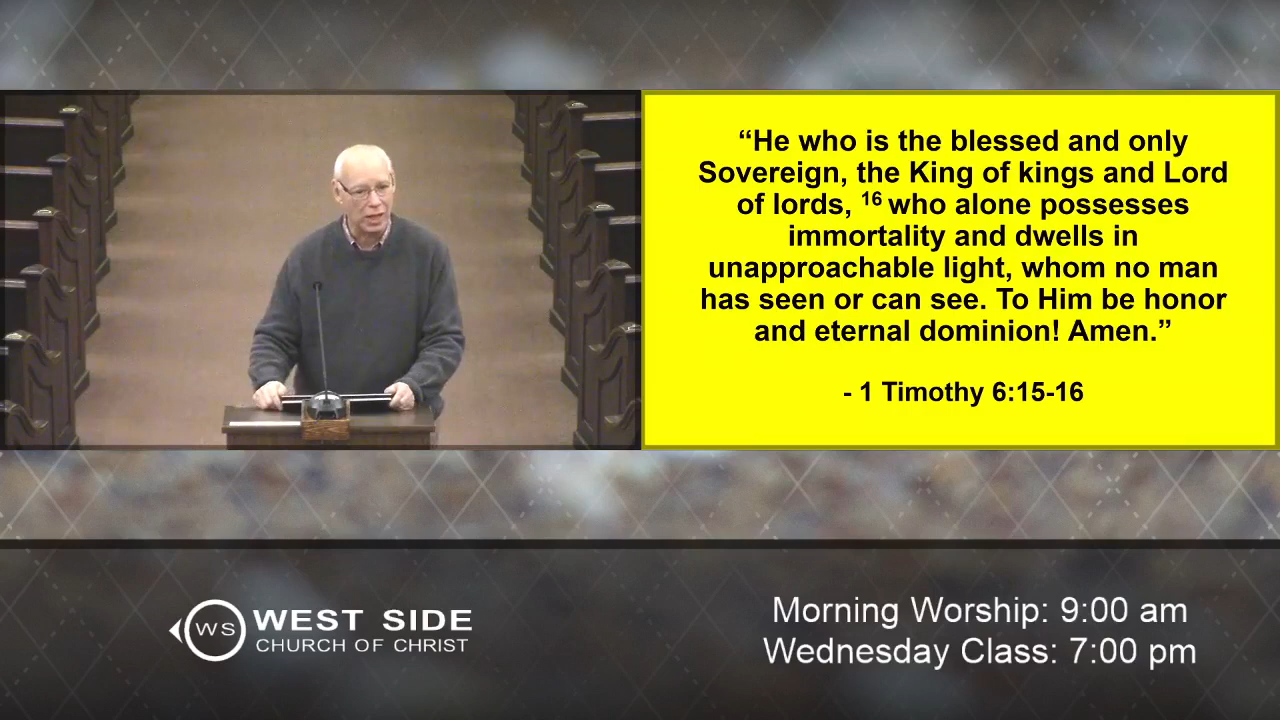 “He who is the blessed and only
Sovereign, the King of kings and Lord
of lords, 16 who alone possesses
immortality and dwells in
unapproachable light, whom no man
has seen or can see. To Him be honor
and eternal dominion! Amen.”
- 1 Timothy 6:15-16
WS
WEST SIDE
CHURCH OF CHRIST
Morning Worship: 9:00 am
Wednesday Class: 7:00 pm